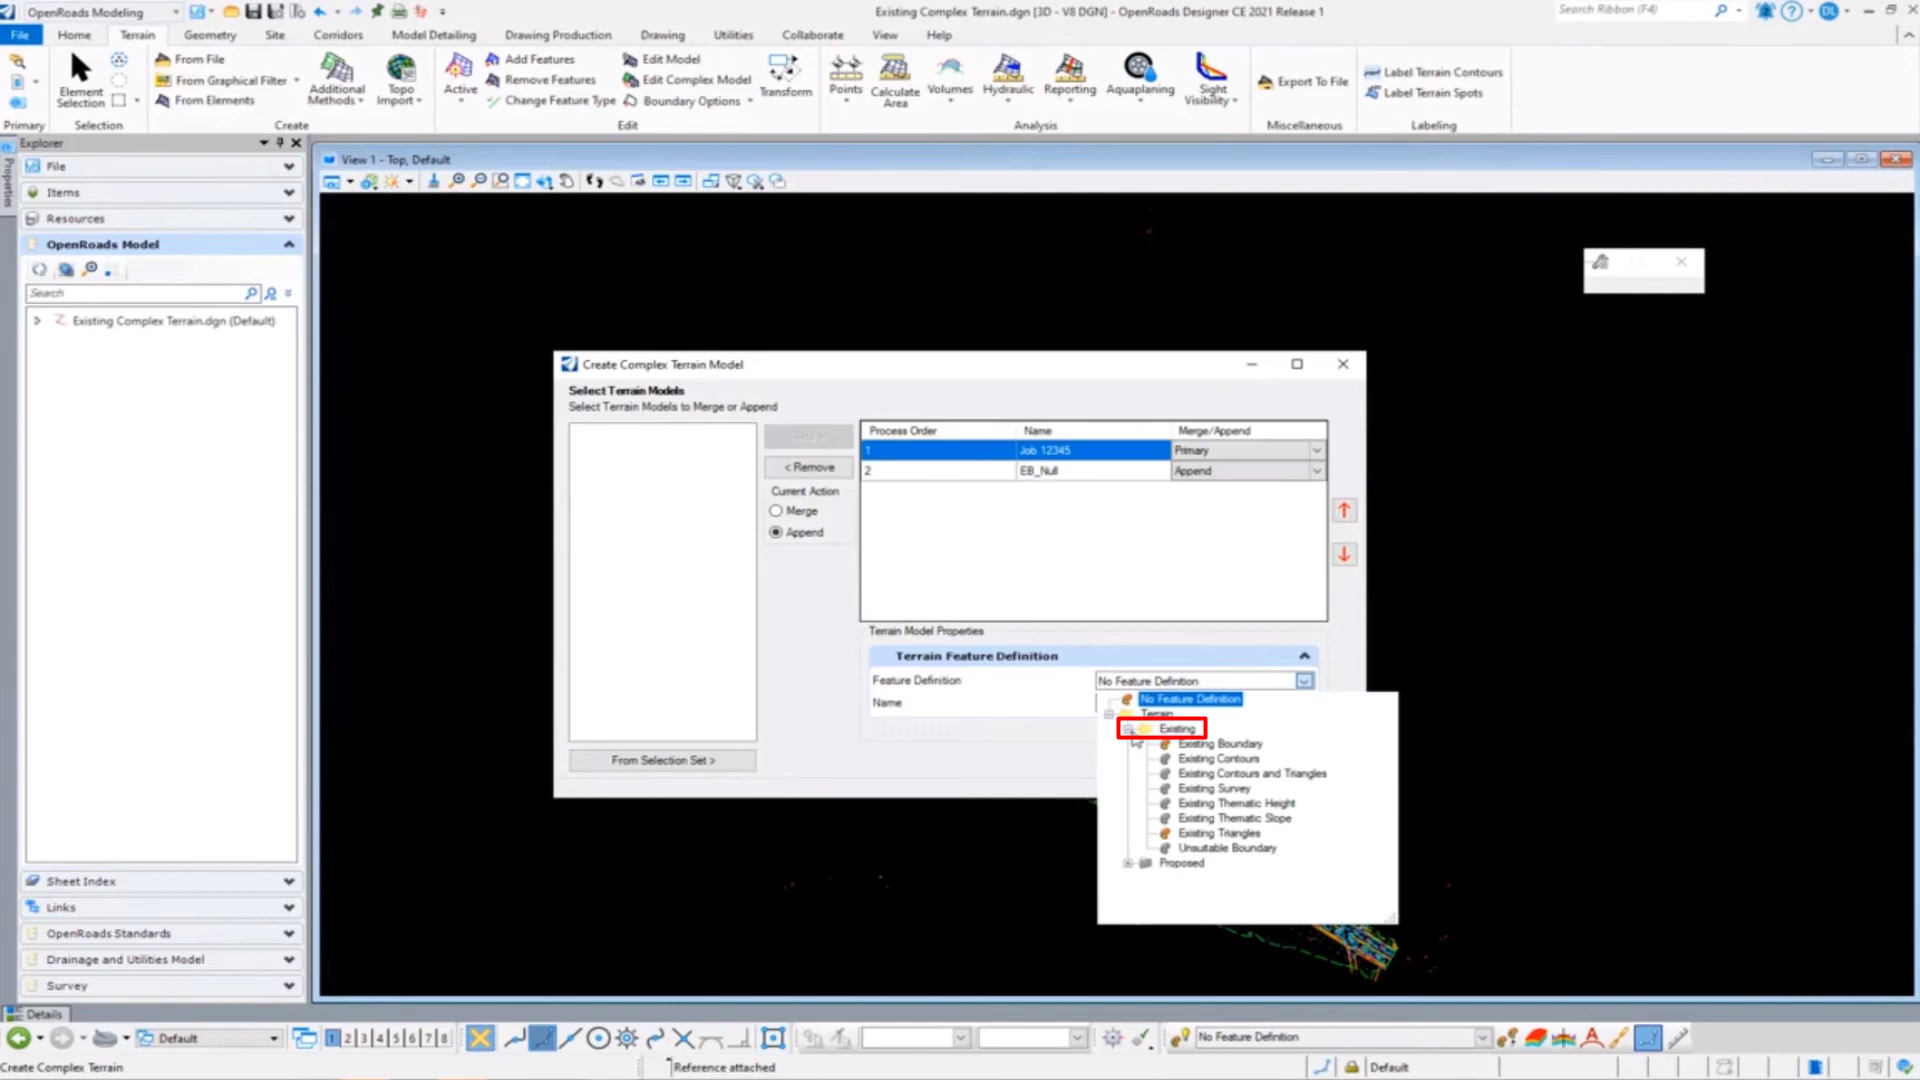 OpenRoads Modeling
Existing Complex Terrain.dgn [3D - V8 DGN] - OpenRoads Designer CE 2021 Release 1
Search Ribbon (F4)
DL
File Home Terrain Geometry Site Corridors Model Detailing Drawing Production Drawing Utilities Collaborate View Help
Element Selection
From File
From Graphical Filter
From Elements
Additional Methods
Topo Import
Active
Add Features
Remove Features
Change Feature Type
Edit Model
Edit Complex Model
Boundary Options
Transform
Points
Calculate Area
Volumes
Hydraulic
Reporting
Aquaplaning
Sight Visibility
Export To File
Label Terrain Contours
Label Terrain Spots
Primary Selection Create Edit Analysis Miscellaneous Labeling
Properties
Explorer
File
Items
Resources
OpenRoads Model
Search
Existing Complex Terrain.dgn (Default)
Sheet Index
Links
OpenRoads Standards
Drainage and Utilities Model
Survey
Details
View 1 - Top, Default
Create Complex Terrain Model
Select Terrain Models
Select Terrain Models to Merge or Append
< Remove
Current Action
Merge
Append
From Selection Set >
Process Order Name Merge/Append
1 Job 12345 Primary
2 EB_Null Append
Terrain Model Properties
Terrain Feature Definition
Feature Definition No Feature Definition
Name
No Feature Definition
Terrain
Existing
Existing Boundary
Existing Contours
Existing Contours and Triangles
Existing Survey
Existing Thematic Height
Existing Thematic Slope
Existing Triangles
Unsuitable Boundary
Proposed
Default
1 2 3 4 5 6 7 8
No Feature Definition
Create Complex Terrain
Reference attached
Default